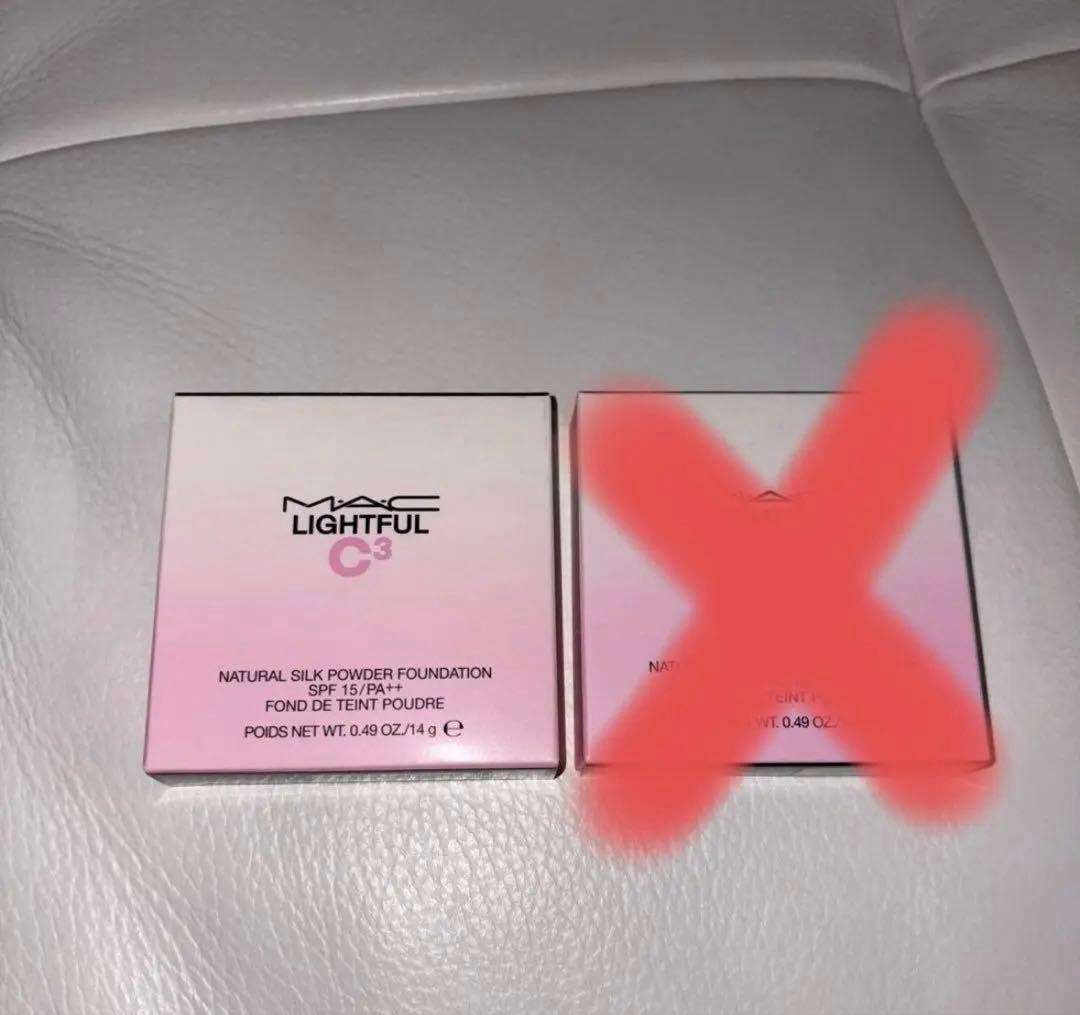 M·A·C
LIGHTFUL
C³
NATURAL SILK POWDER FOUNDATION
SPF 15/PA++
FOND DE TEINT POUDRE
POIDS NET WT. 0.49 OZ./14 g ℮
TEINT
WT. 0.49 OZ./